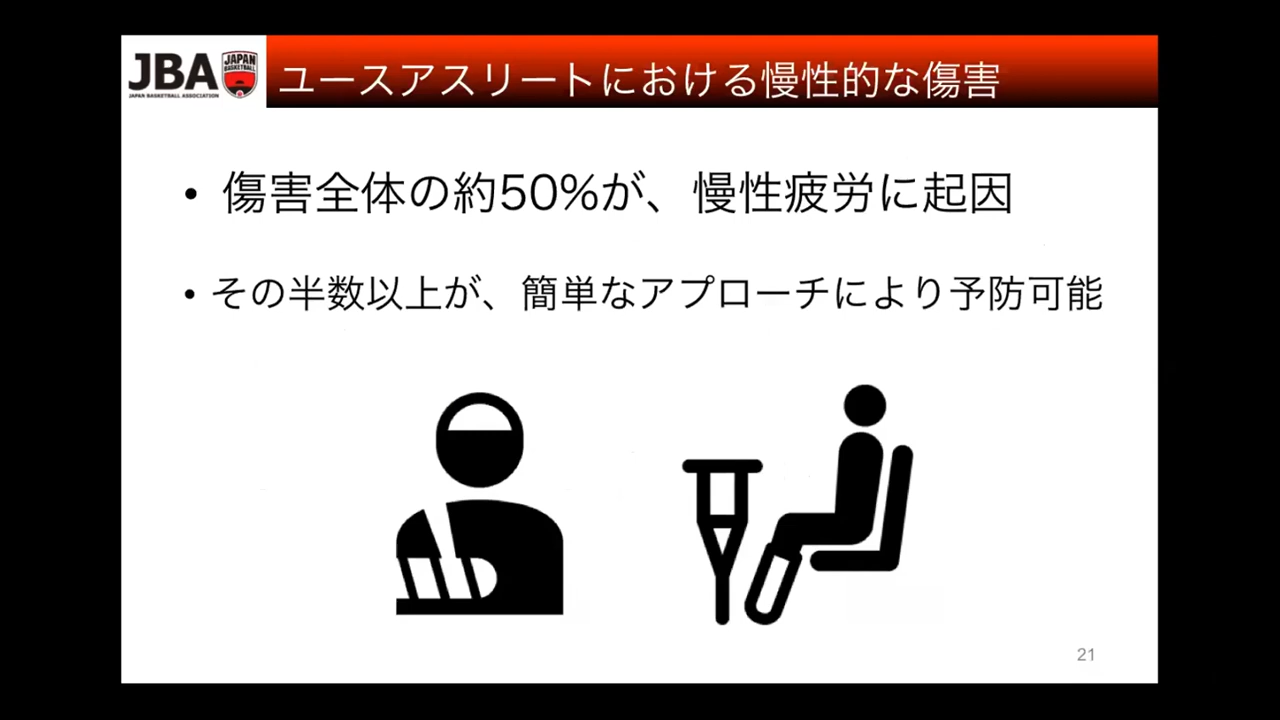 JBA
JAPAN BASKETBALL ASSOCIATION
JAPAN
BASKETBALL
ユースアスリートにおける慢性的な傷害
• 傷害全体の約50%が、慢性疲労に起因
• その半数以上が、簡単なアプローチにより予防可能
21